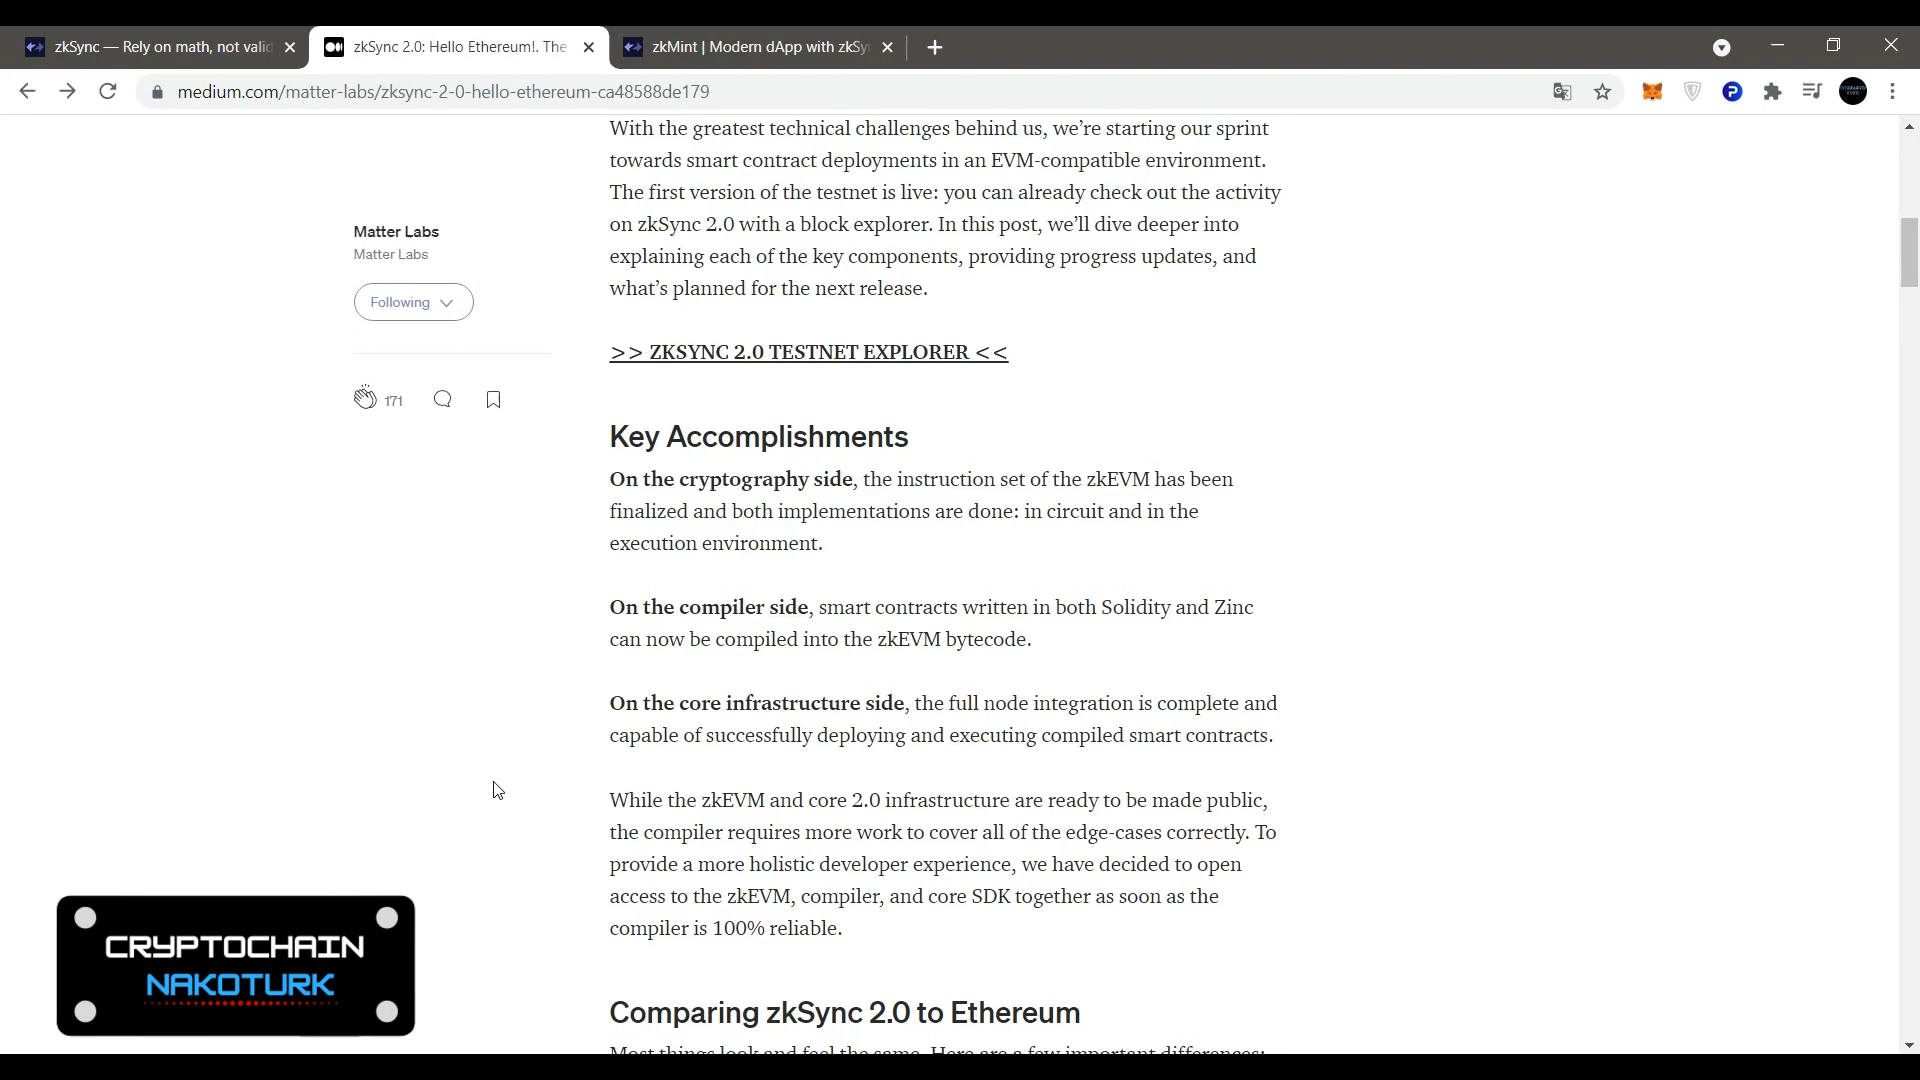 zkSync — Rely on math, not valid
zkSync 2.0: Hello Ethereum!. The
zkMint | Modern dApp with zkSy
medium.com/matter-labs/zksync-2-0-hello-ethereum-ca48588de179
With the greatest technical challenges behind us, we’re starting our sprint
towards smart contract deployments in an EVM-compatible environment.
The first version of the testnet is live: you can already check out the activity
on zkSync 2.0 with a block explorer. In this post, we’ll dive deeper into
explaining each of the key components, providing progress updates, and
what’s planned for the next release.
Matter Labs
Matter Labs
Following
171
>> ZKSYNC 2.0 TESTNET EXPLORER <<
Key Accomplishments
On the cryptography side, the instruction set of the zkEVM has been
finalized and both implementations are done: in circuit and in the
execution environment.
On the compiler side, smart contracts written in both Solidity and Zinc
can now be compiled into the zkEVM bytecode.
On the core infrastructure side, the full node integration is complete and
capable of successfully deploying and executing compiled smart contracts.
While the zkEVM and core 2.0 infrastructure are ready to be made public,
the compiler requires more work to cover all of the edge-cases correctly. To
provide a more holistic developer experience, we have decided to open
access to the zkEVM, compiler, and core SDK together as soon as the
compiler is 100% reliable.
Comparing zkSync 2.0 to Ethereum
Most things look and feel the same. Here are a few important differences:
CRYPTOCHAIN
NAKOTURK